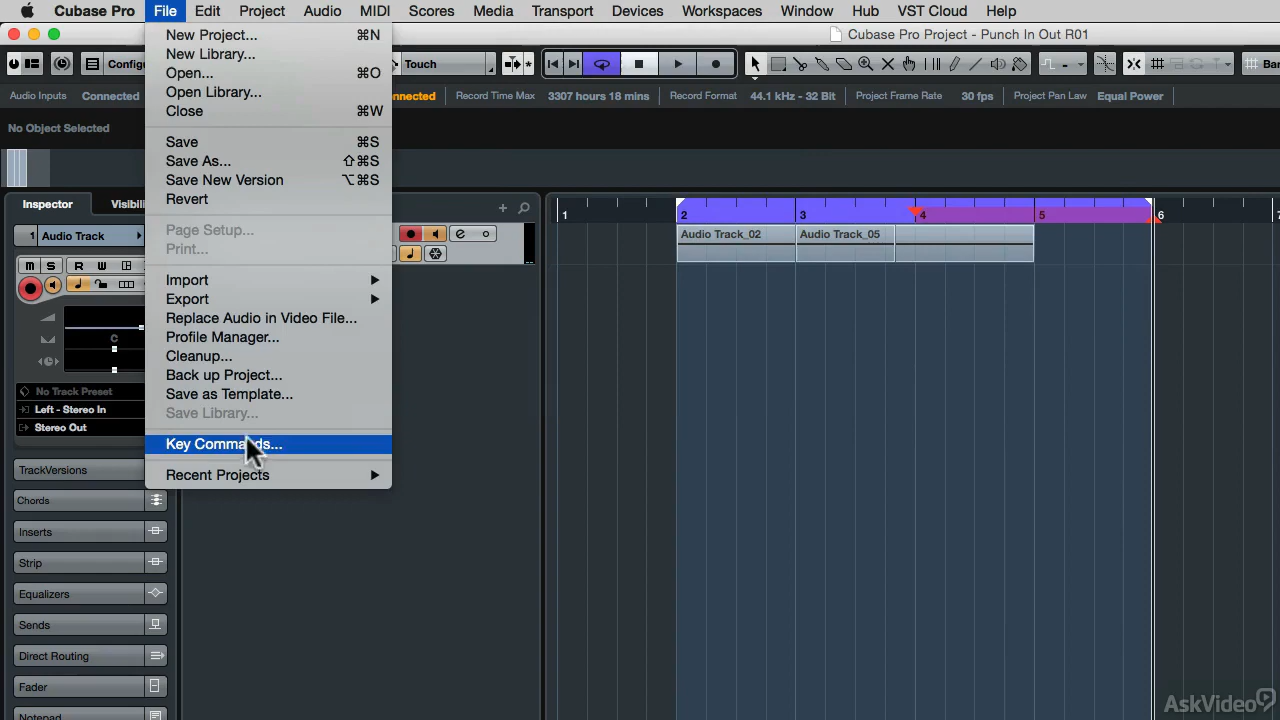 Cubase Pro File Edit Project Audio MIDI Scores Media Transport Devices Workspaces Window Hub VST Cloud Help
Cubase Pro Project - Punch In Out R01
Touch
Audio Inputs Connected
Record Time Max 3307 hours 18 mins Record Format 44.1 kHz - 32 Bit Project Frame Rate 30 fps Project Pan Law Equal Power
No Object Selected
New Project... ⌘N
New Library...
Open... ⌘O
Open Library...
Close ⌘W
Save ⌘S
Save As... ⇧⌘S
Save New Version ⌥⌘S
Revert
Page Setup...
Print...
Import
Export
Replace Audio in Video File...
Profile Manager...
Cleanup...
Back up Project...
Save as Template...
Save Library...
Key Commands...
Recent Projects
Inspector
1 Audio Track
M S R W
C
No Track Preset
Left - Stereo In
Stereo Out
TrackVersions
Chords
Inserts
Strip
Equalizers
Sends
Direct Routing
Fader
Notepad
1 2 3 4 5 6 7
Audio Track_02 Audio Track_05
AskVideo